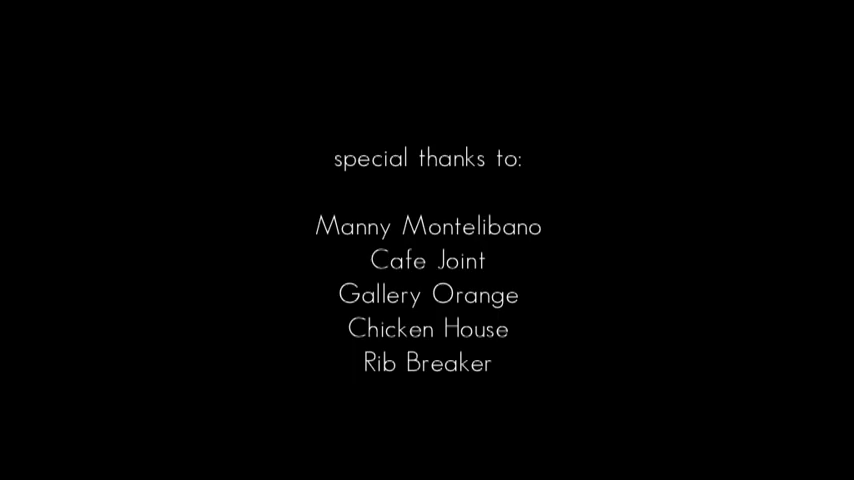 special thanks to:
Manny Montelibano
Cafe Joint
Gallery Orange
Chicken House
Rib Breaker